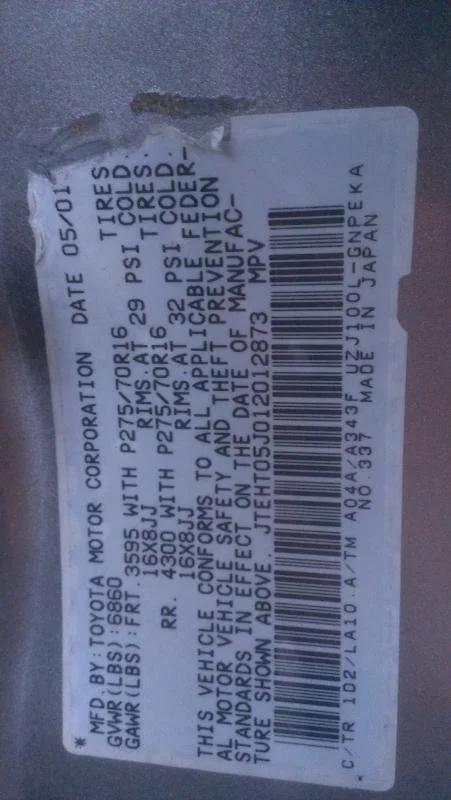 * MFD.BY:TOYOTA MOTOR CORPORATION DATE 05/01
GVWR(LBS):6860
GAWR(LBS):FRT.3595 WITH P275/70R16 TIRES
16X8JJ RIMS.AT 29 PSI COLD.
RR. 4300 WITH P275/70R16 TIRES.
16X8JJ RIMS.AT 32 PSI COLD.
THIS VEHICLE CONFORMS TO ALL APPLICABLE FEDER-
AL MOTOR VEHICLE SAFETY AND THEFT PREVENTION
STANDARDS IN EFFECT ON THE DATE OF MANUFAC-
TURE SHOWN ABOVE. JTEHT05J012012873 MPV
C/TR 1D2/LA10.A/TM A04A/A343F UZJ100L-GNPEKA
NO.337 MADE IN JAPAN